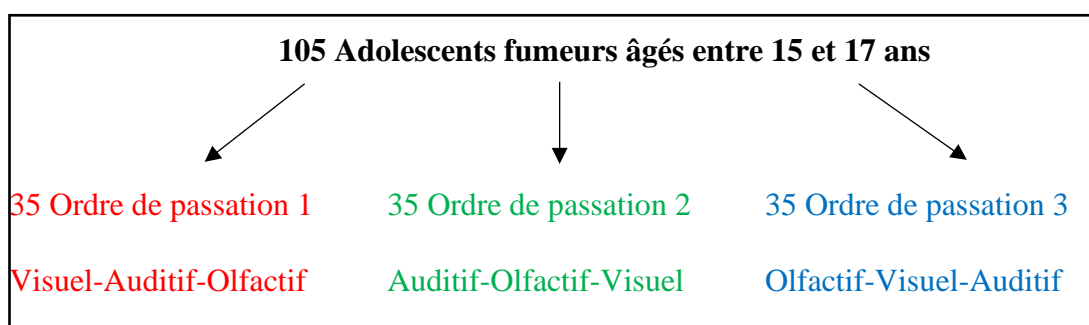 105 Adolescents fumeurs âgés entre 15 et 17 ans
35 Ordre de passation 1 35 Ordre de passation 2 35 Ordre de passation 3
Visuel-Auditif-Olfactif Auditif-Olfactif-Visuel Olfactif-Visuel-Auditif